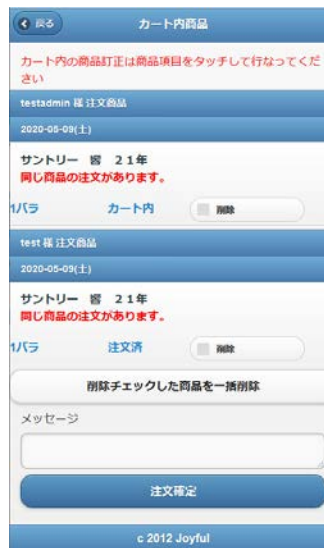 戻る
カート内商品
カート内の商品訂正は商品項目をタッチして行なってくだ
さい
testadmin 様 注文商品
2020-05-09(土)
サントリー 響 21年
同じ商品の注文があります。
1バラ カート内 削除
test 様 注文商品
2020-05-09(土)
サントリー 響 21年
同じ商品の注文があります。
1バラ 注文済 削除
削除チェックした商品を一括削除
メッセージ
注文確定
c 2012 Joyful